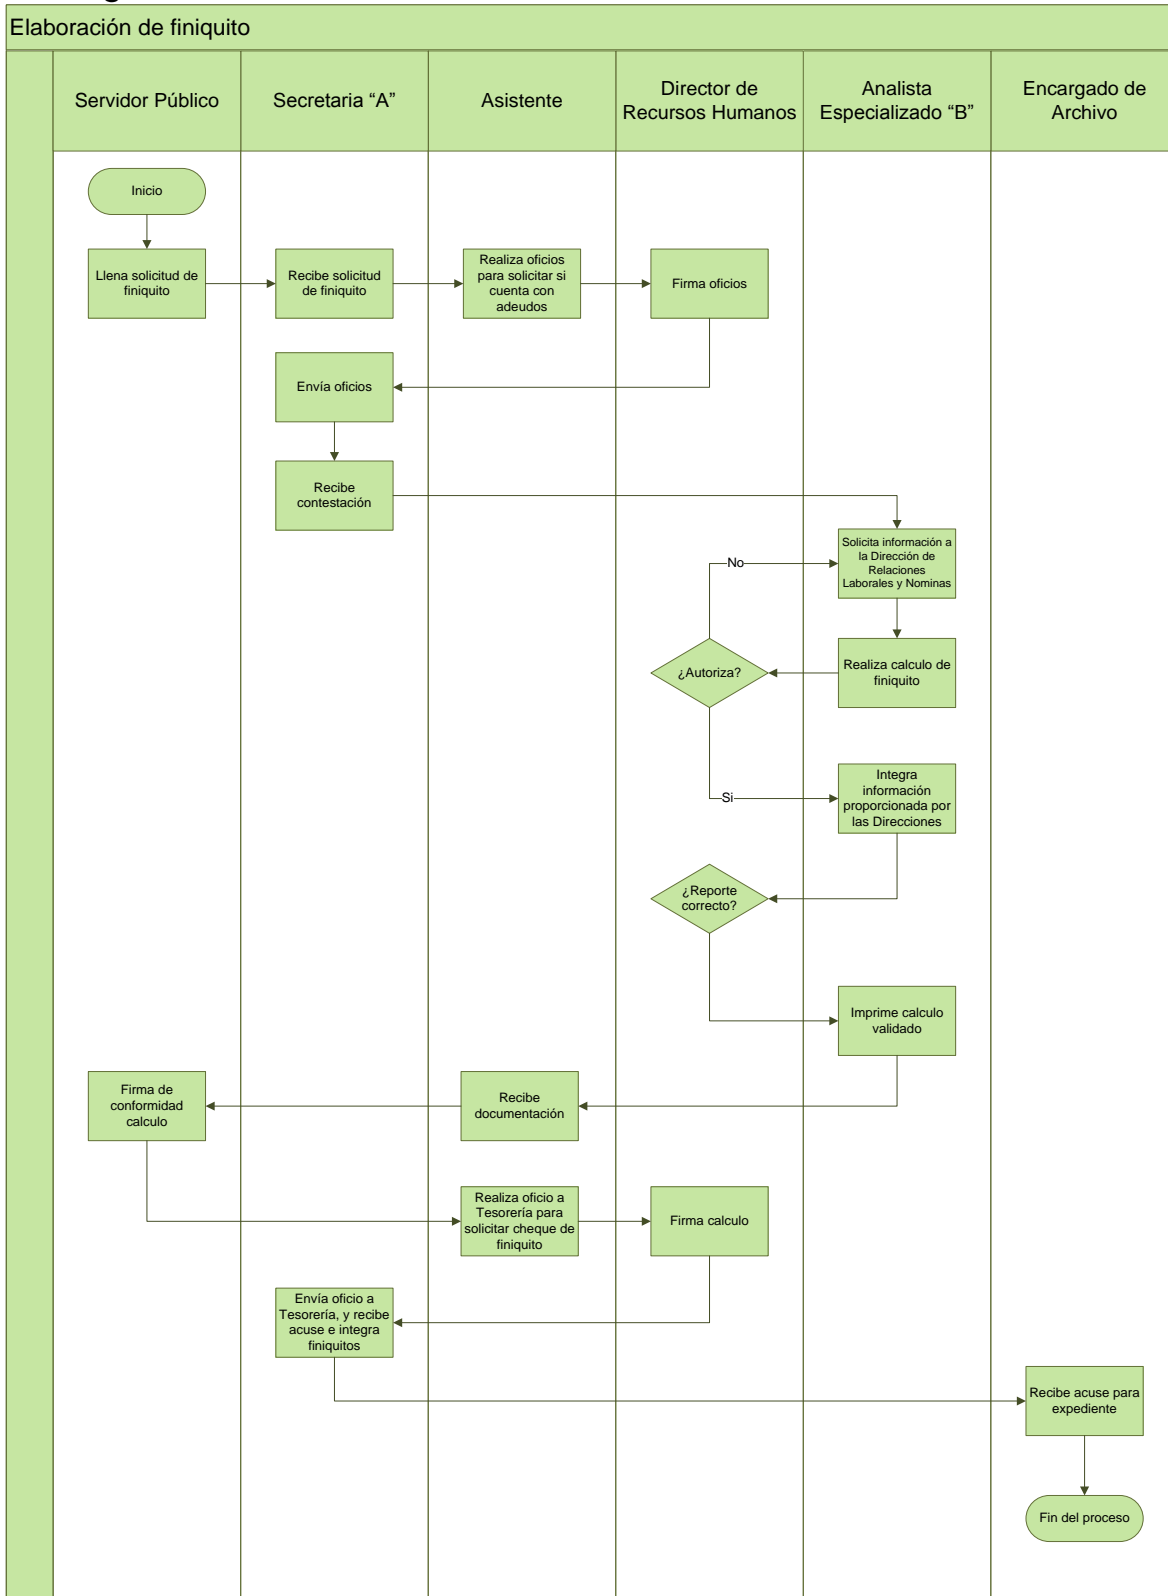 Elaboración de finiquito
Servidor Público
Secretaria “A”
Asistente
Director de
Recursos Humanos
Analista
Especializado “B”
Encargado de
Archivo
Inicio
Llena solicitud de
finiquito
Recibe solicitud
de finiquito
Realiza oficios
para solicitar si
cuenta con
adeudos
Firma oficios
Envía oficios
Recibe
contestación
Solicita información a
la Dirección de
Relaciones
Laborales y Nominas
No
¿Autoriza?
Realiza calculo de
finiquito
Si
Integra
información
proporcionada por
las Direcciones
¿Reporte
correcto?
Imprime calculo
validado
Firma de
conformidad
calculo
Recibe
documentación
Realiza oficio a
Tesorería para
solicitar cheque de
finiquito
Firma calculo
Envía oficio a
Tesorería, y recibe
acuse e integra
finiquitos
Recibe acuse para
expediente
Fin del proceso